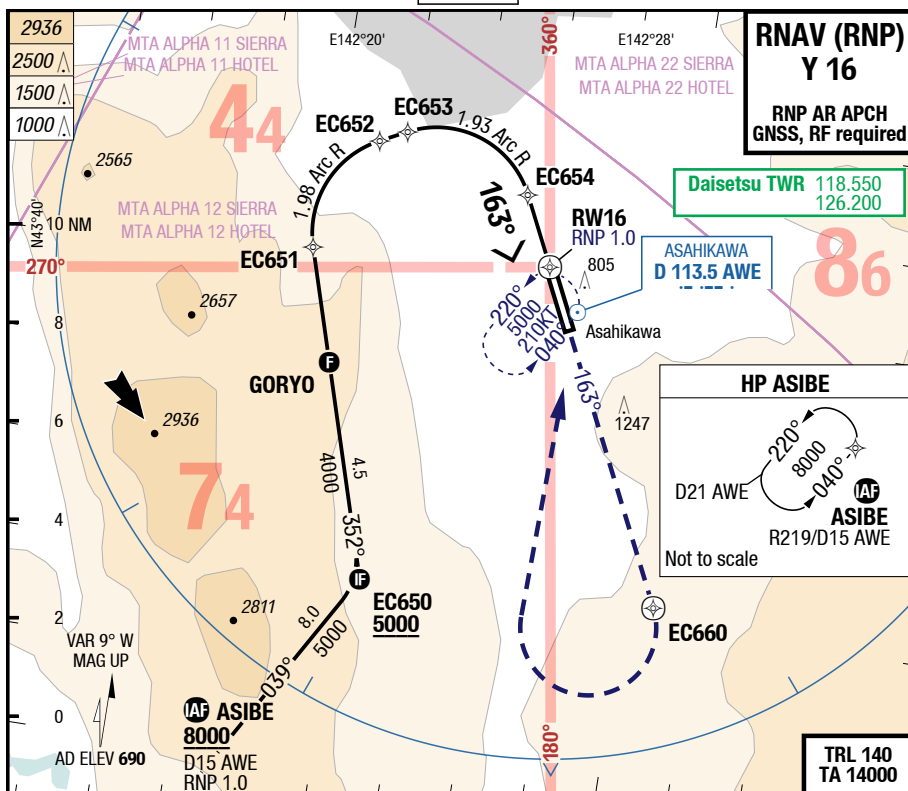 2936
2500
1500
1000
MTA ALPHA 11 SIERRA
MTA ALPHA 11 HOTEL
E142°20'
360°
E142°28'
MTA ALPHA 22 SIERRA
MTA ALPHA 22 HOTEL
RNAV (RNP)
Y 16
RNP AR APCH
GNSS, RF required
44
EC652
EC653
1.93 Arc R
2565
1.98 Arc R
EC654
163°
Daisetsu TWR 118.550
126.200
N43°40'
10 NM
MTA ALPHA 12 SIERRA
MTA ALPHA 12 HOTEL
RW16
RNP 1.0
EC651
270°
805
ASAHIKAWA
D 113.5 AWE
86
2657
8
220°
5000
210KT
040°
Asahikawa
GORYO
F
163°
HP ASIBE
6
2936
1247
220°
8000
040°
D21 AWE
IAF
ASIBE
R219/D15 AWE
Not to scale
74
4.5
4000
4
352°
IF
EC650
5000
2
2811
8.0
5000
039°
EC660
VAR 9° W
MAG UP
0
IAF ASIBE
8000
D15 AWE
RNP 1.0
AD ELEV 690
180°
TRL 140
TA 14000